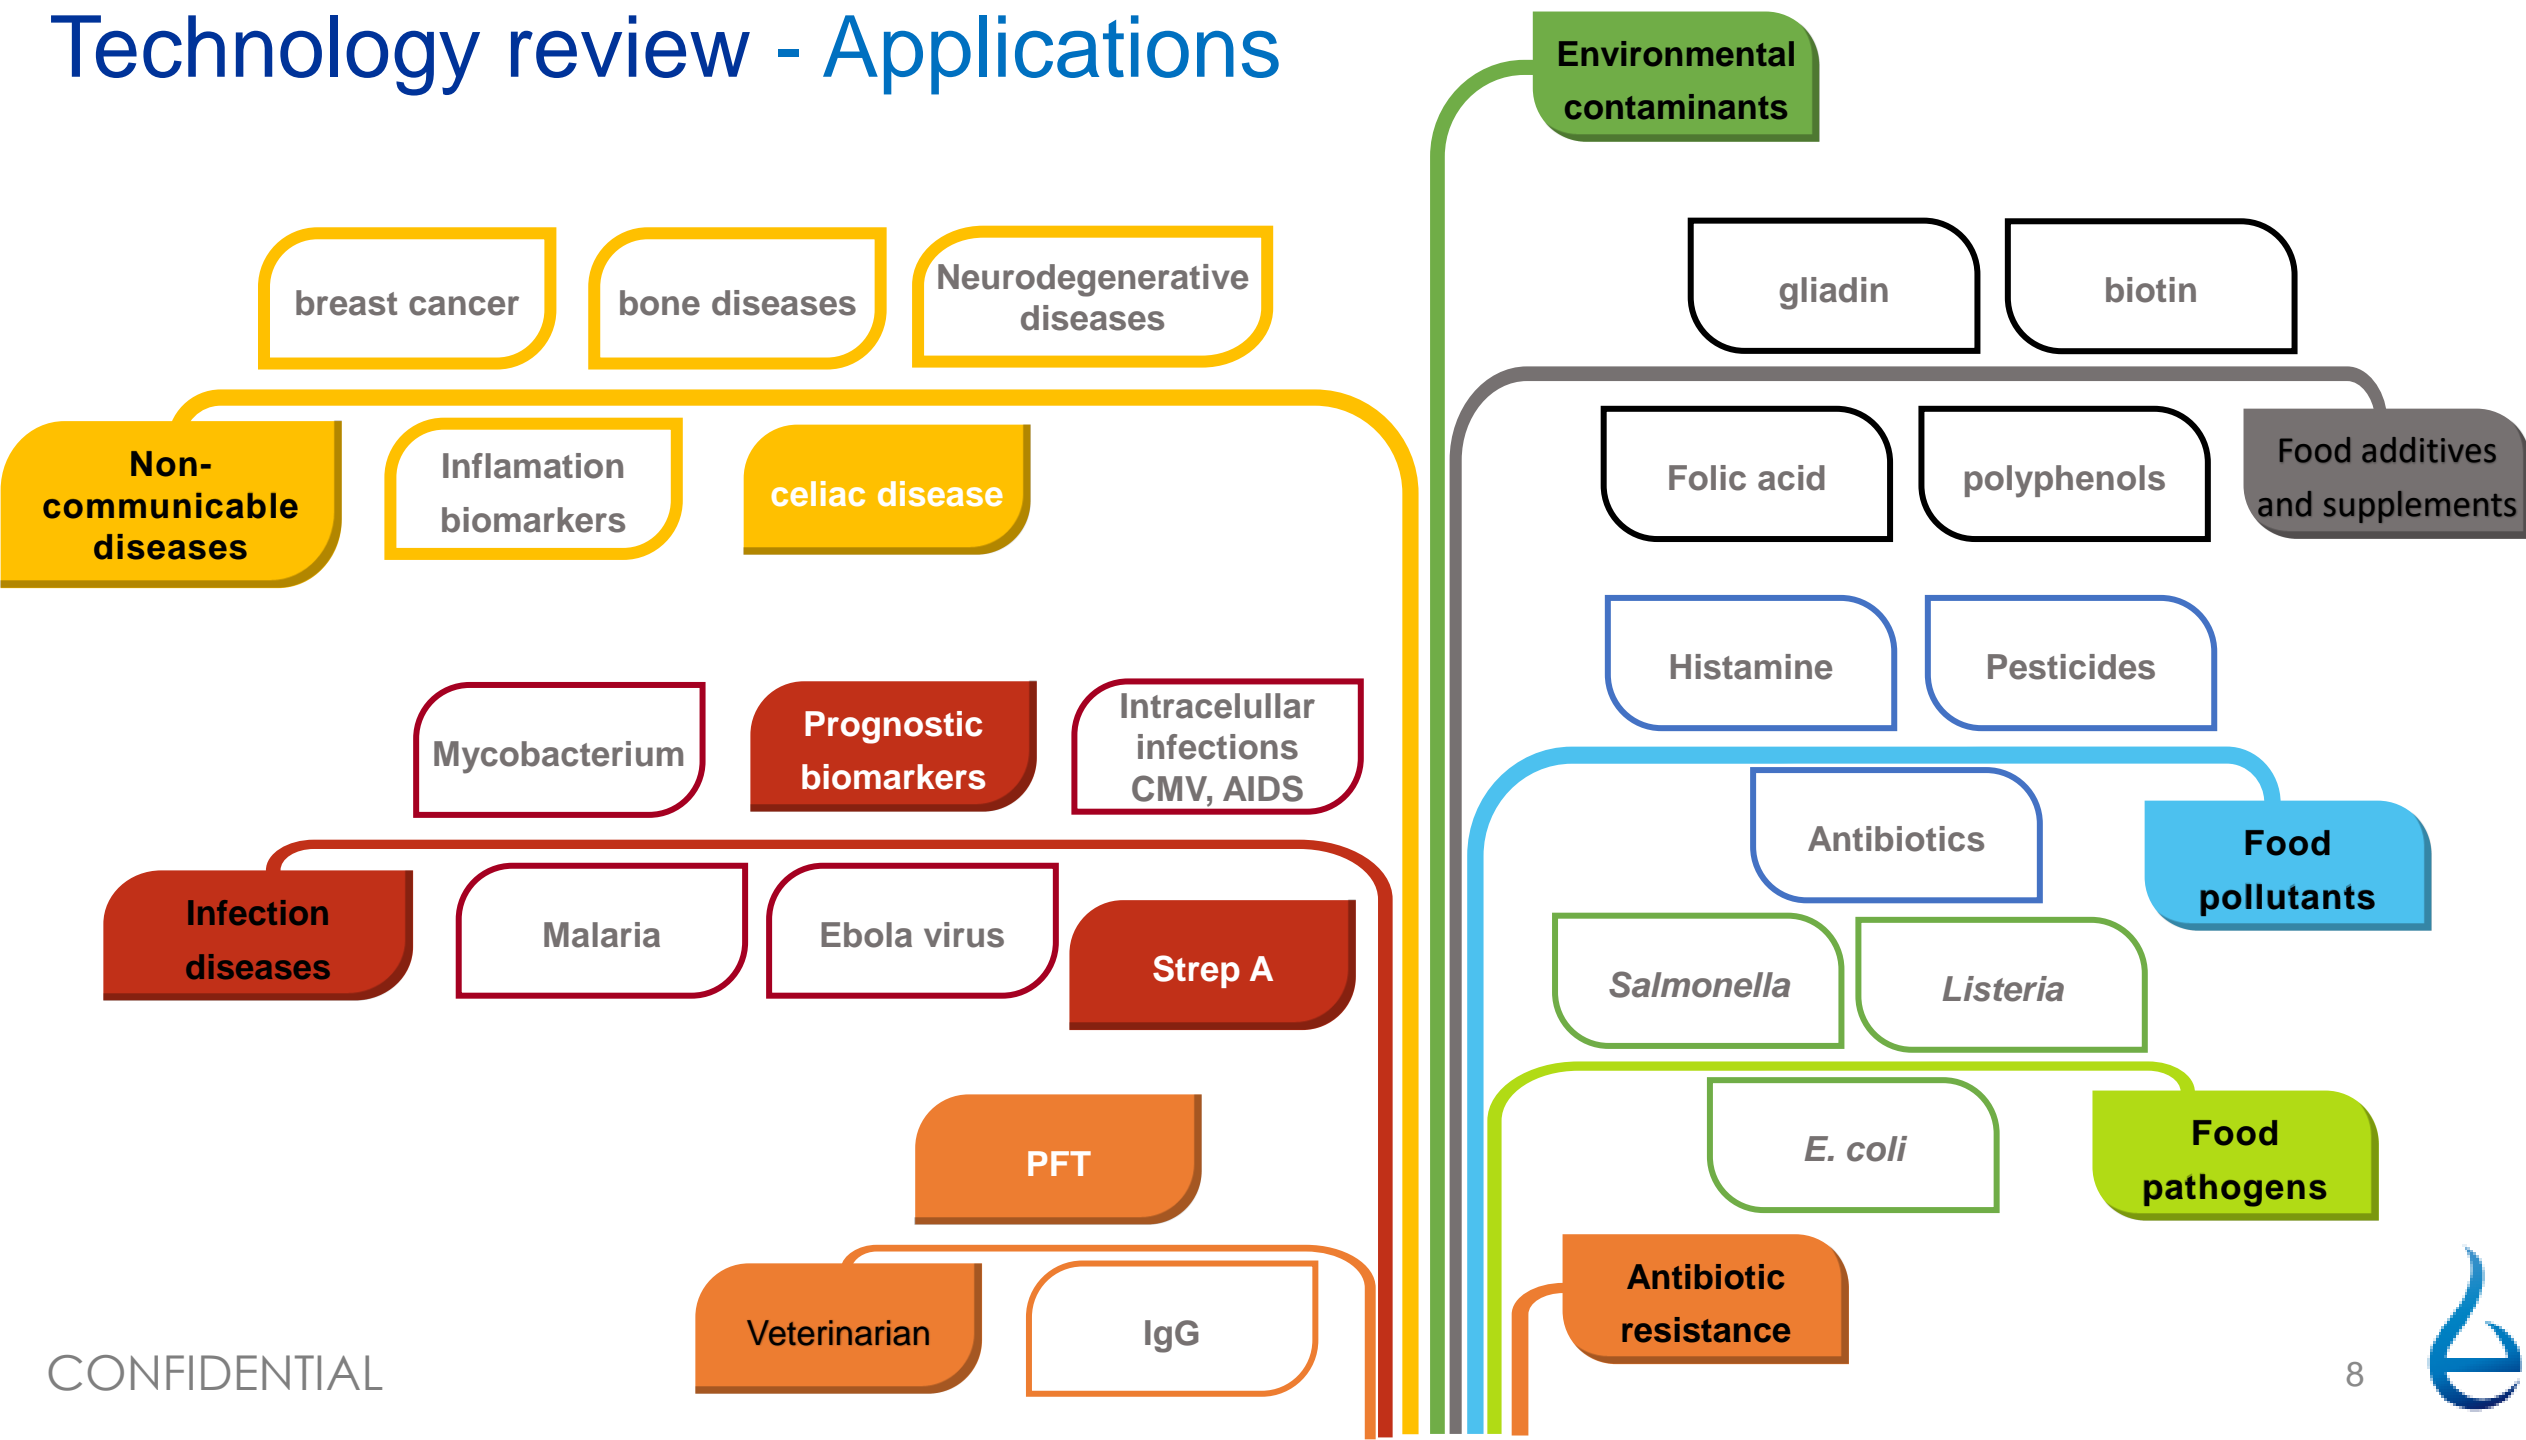 Technology review - Applications
Environmental
contaminants
breast cancer
bone diseases
Neurodegenerative
diseases
gliadin
biotin
Non-
communicable
diseases
Inflamation
biomarkers
celiac disease
Folic acid
polyphenols
Food additives
and supplements
Histamine
Pesticides
Mycobacterium
Prognostic
biomarkers
Intracelullar
infections
CMV, AIDS
Antibiotics
Food
pollutants
Infection
diseases
Malaria
Ebola virus
Strep A
Salmonella
Listeria
PFT
E. coli
Food
pathogens
Veterinarian
IgG
Antibiotic
resistance
CONFIDENTIAL
8